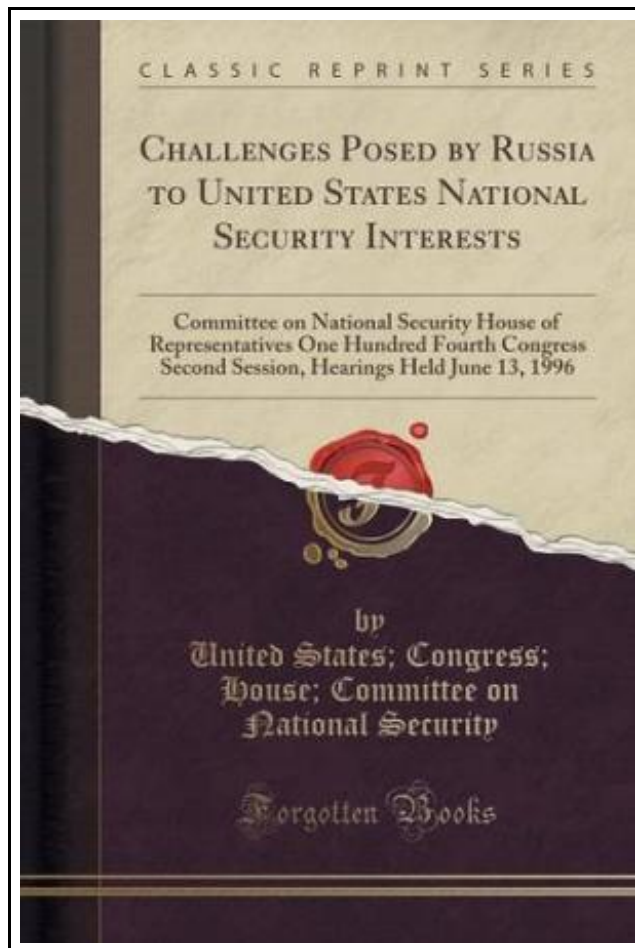 CLASSIC REPRINT SERIES
CHALLENGES POSED BY RUSSIA
TO UNITED STATES NATIONAL
SECURITY INTERESTS
Committee on National Security House of
Representatives One Hundred Fourth Congress
Second Session, Hearings Held June 13, 1996
F
by
United States; Congress;
House; Committee on
National Security
Forgotten Books